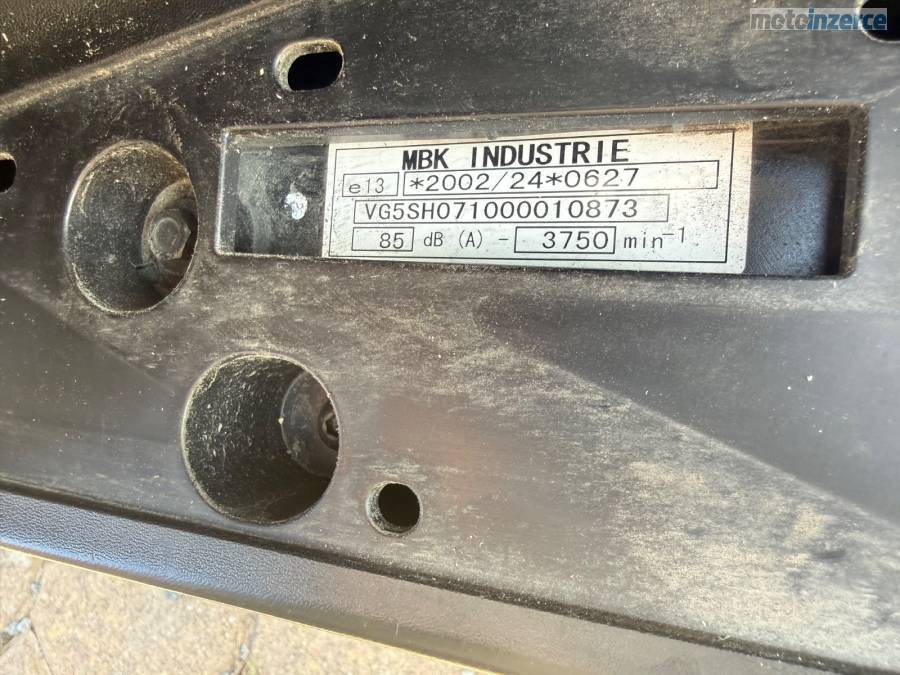 motoinzerce
MBK INDUSTRIE
e13 *2002/24*0627
VG5SH071000010873
85 dB (A) - 3750 min-1